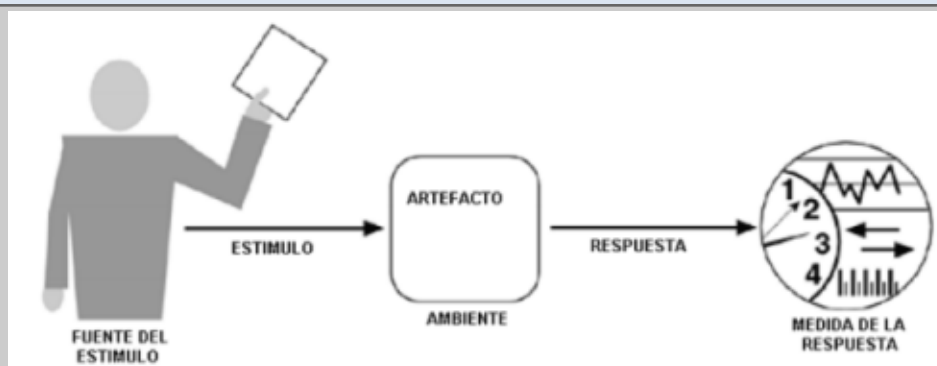 ARTEFACTO
ESTIMULO
RESPUESTA
1
2
3
4
AMBIENTE
FUENTE DEL
ESTIMULO
MEDIDA DE LA
RESPUESTA